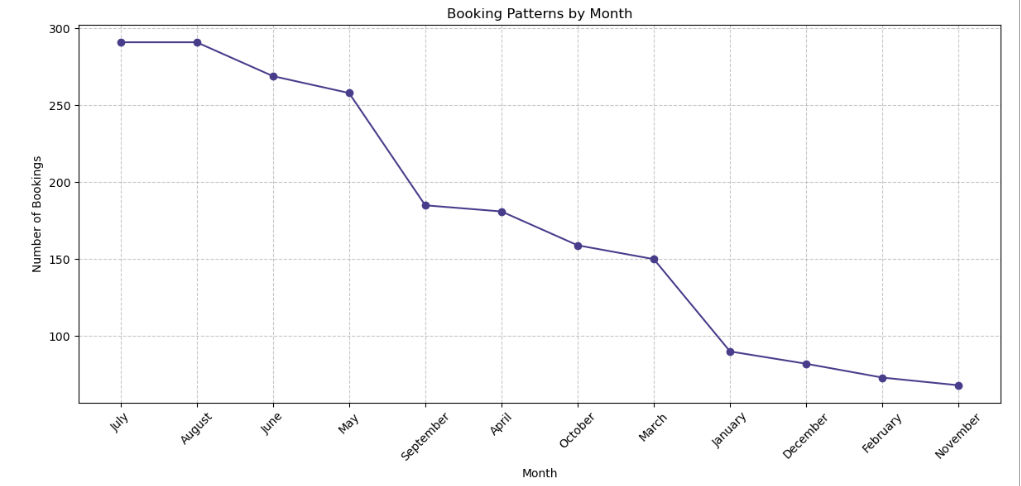 Booking Patterns by Month
Number of Bookings
300
250
200
150
100
July
August
June
May
September
April
October
March
January
December
February
November
Month